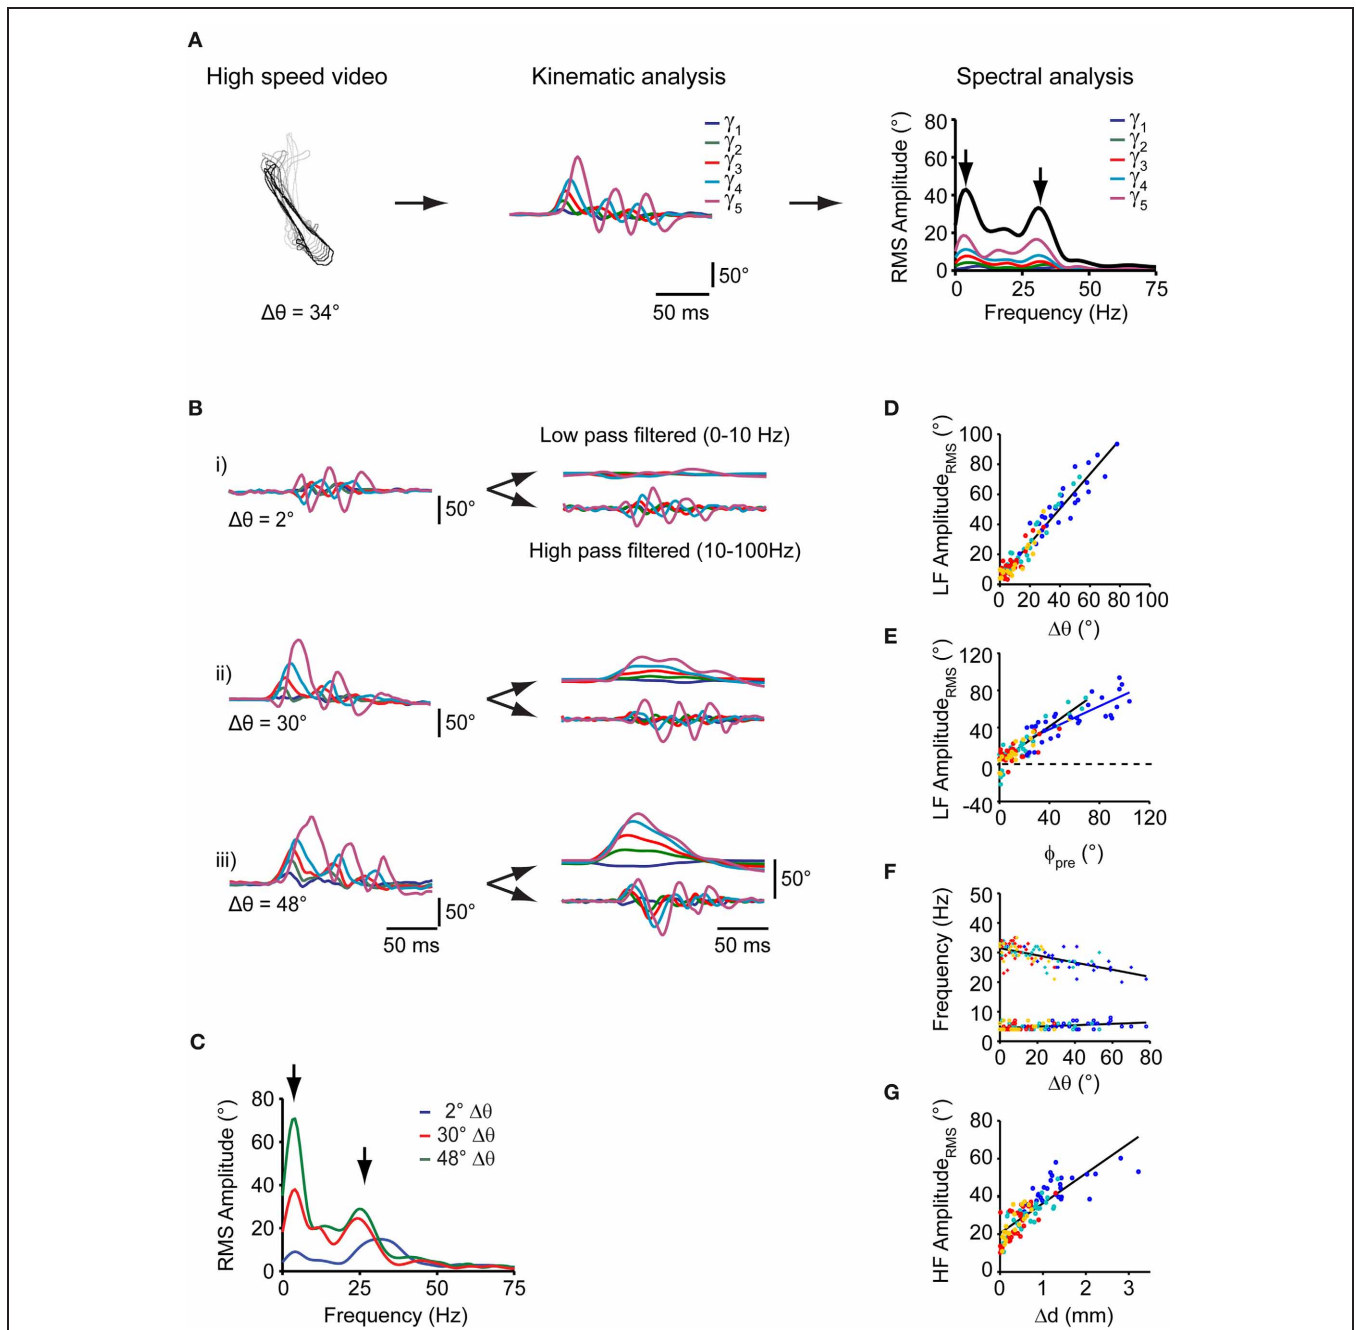 A
High speed video
Kinematic analysis
Spectral analysis
Δθ = 34°
γ1
γ2
γ3
γ4
γ5
50°
50 ms
RMS Amplitude (°)
80
60
40
20
0
0 25 50 75
Frequency (Hz)
γ1
γ2
γ3
γ4
γ5
B
i)
Δθ = 2°
50°
Low pass filtered (0-10 Hz)
High pass filtered (10-100Hz)
ii)
Δθ = 30°
50°
iii)
Δθ = 48°
50°
50 ms
50°
50 ms
C
RMS Amplitude (°)
80
60
40
20
0
0 25 50 75
Frequency (Hz)
2° Δθ
30° Δθ
48° Δθ
D
LF AmplitudeRMS (°)
100
80
60
40
20
0
0 20 40 60 80 100
Δθ (°)
E
LF AmplitudeRMS (°)
120
80
40
0
-40
0 40 80 120
ϕpre (°)
F
Frequency (Hz)
50
40
30
20
10
0
0 20 40 60 80
Δθ (°)
G
HF AmplitudeRMS (°)
80
60
40
20
0
0 1 2 3
Δd (mm)